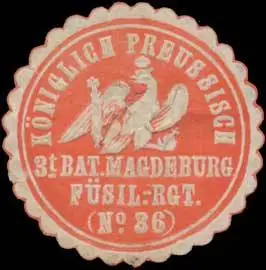 KÖNIGLICH PREUSSISCH
3t BAT. MAGDEBURG
FÜSIL.-RGT.
(No 36)